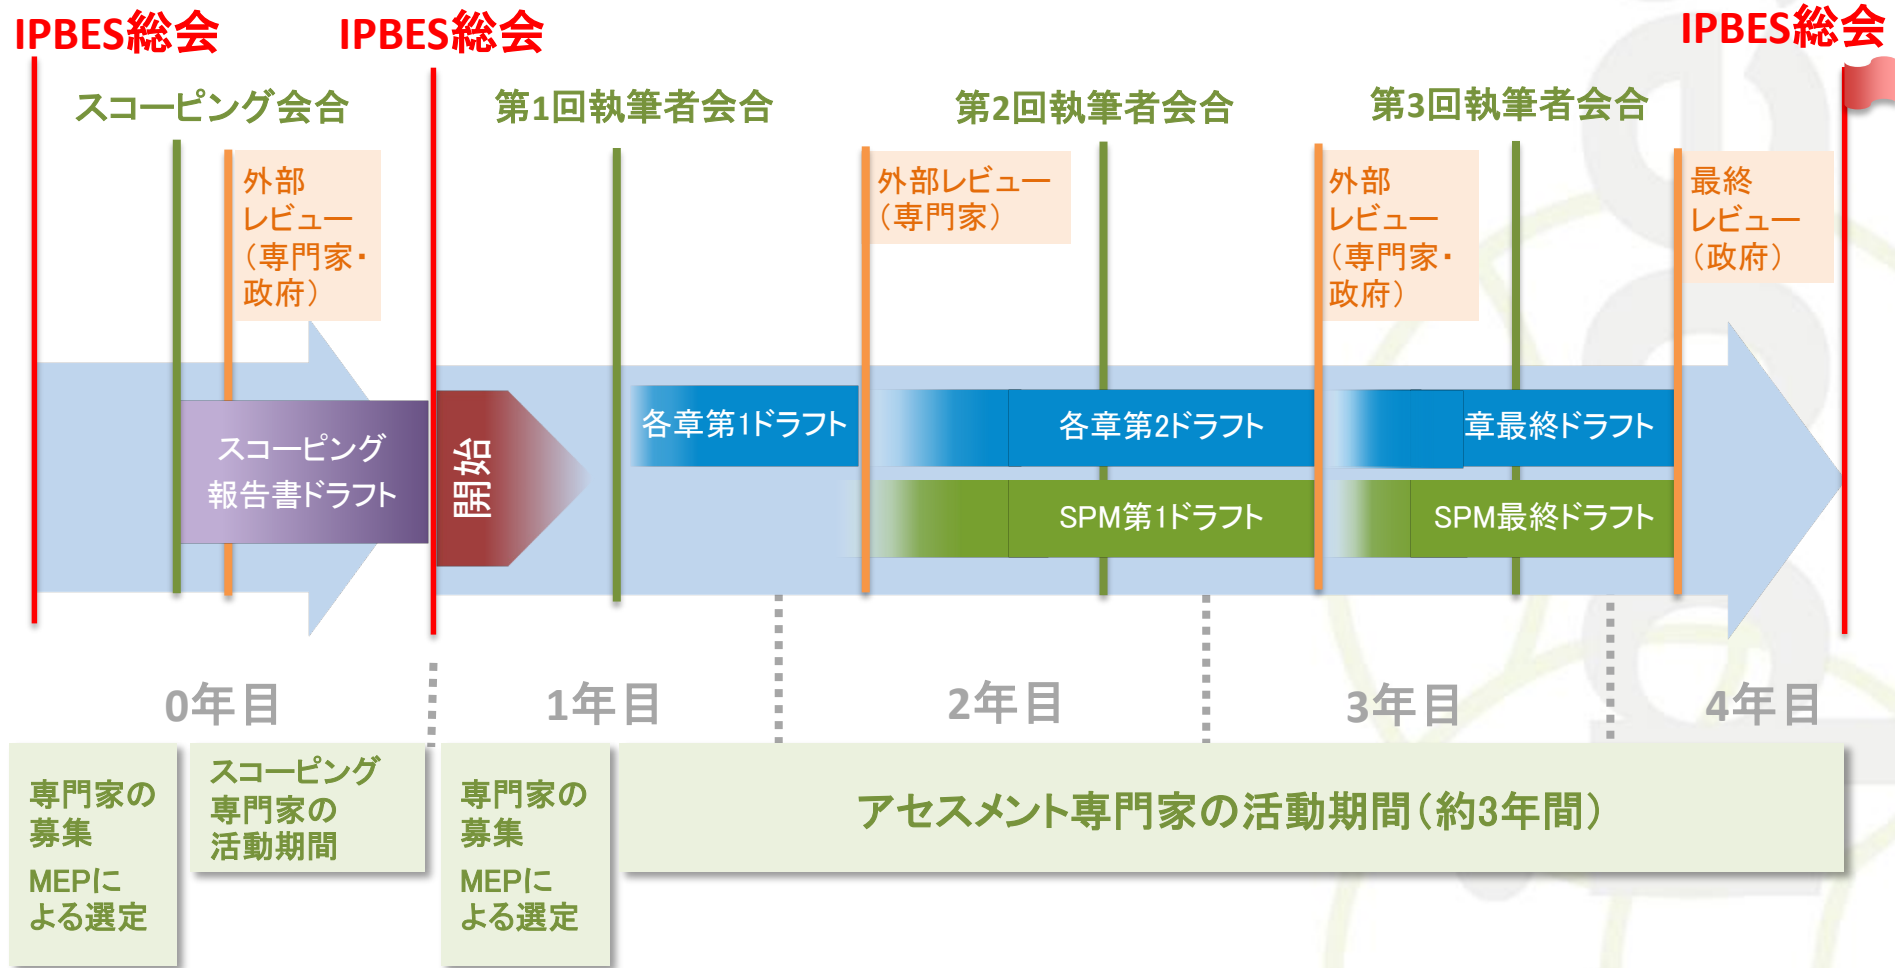 IPBES総会
IPBES総会
IPBES総会
スコーピング会合
第1回執筆者会合
第2回執筆者会合
第3回執筆者会合
外部
レビュー
（専門家・
政府）
外部レビュー
（専門家）
外部
レビュー
（専門家・
政府）
最終
レビュー
（政府）
スコーピング
報告書ドラフト
開始
各章第1ドラフト
各章第2ドラフト
章最終ドラフト
SPM第1ドラフト
SPM最終ドラフト
0年目
1年目
2年目
3年目
4年目
専門家の
募集
MEPに
よる選定
スコーピング
専門家の
活動期間
専門家の
募集
MEPに
よる選定
アセスメント専門家の活動期間（約3年間）